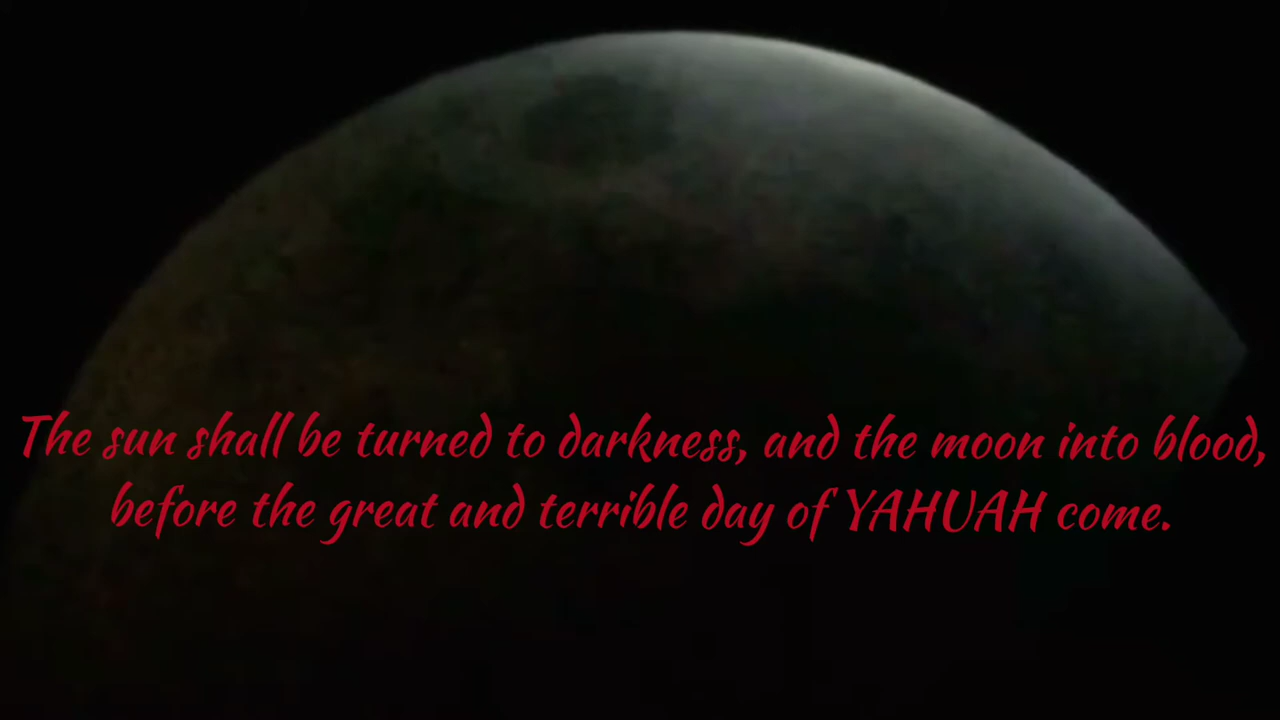 The sun shall be turned to darkness, and the moon into blood,
before the great and terrible day of YAHUAH come.